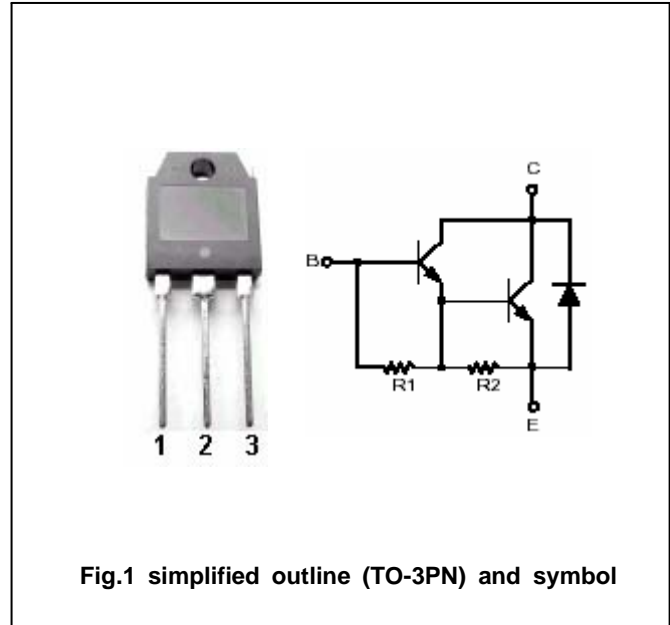 C
B
R1 R2
E
1 2 3
Fig.1 simplified outline (TO-3PN) and symbol